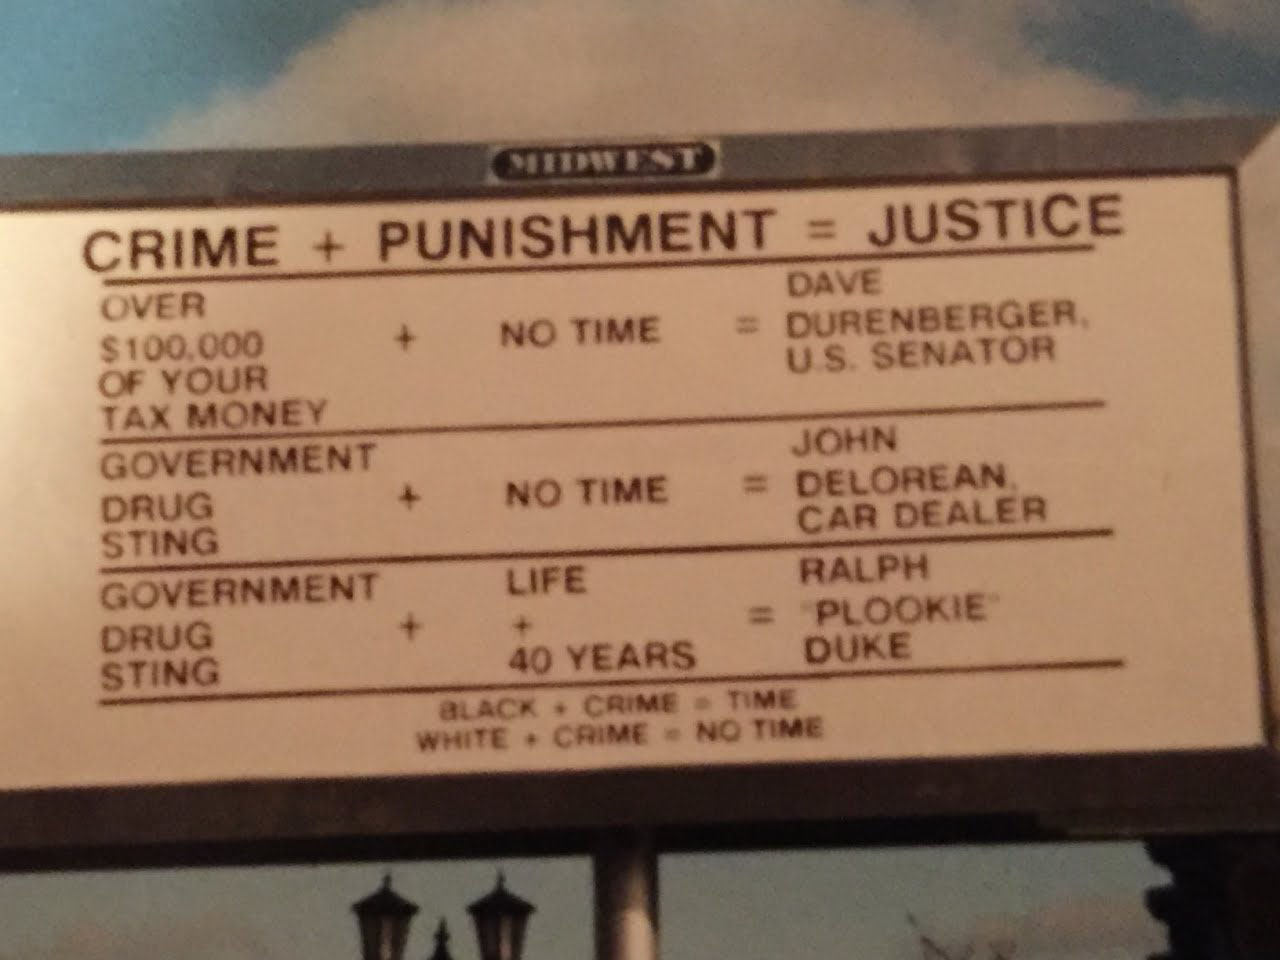 MIDWEST
CRIME + PUNISHMENT = JUSTICE
OVER
$100,000
OF YOUR
TAX MONEY
+
NO TIME
=
DAVE
DURENBERGER,
U.S. SENATOR
GOVERNMENT
DRUG
STING
+
NO TIME
=
JOHN
DELOREAN,
CAR DEALER
GOVERNMENT
DRUG
STING
+
LIFE
+
40 YEARS
=
RALPH
"PLOOKIE"
DUKE
BLACK + CRIME = TIME
WHITE + CRIME = NO TIME